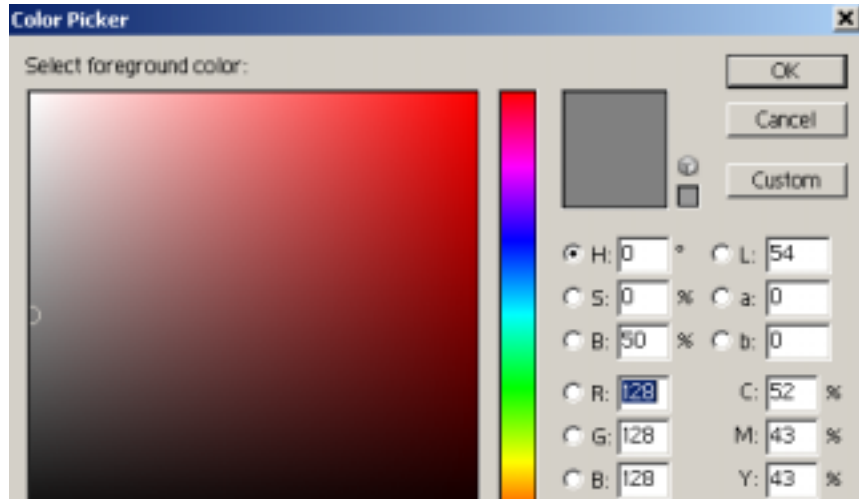 Color Picker
Select foreground color:
OK
Cancel
Custom
H: 0 °
L: 54
S: 0 %
a: 0
B: 50 %
b: 0
R: 128
C: 52 %
G: 128
M: 43 %
B: 128
Y: 43 %